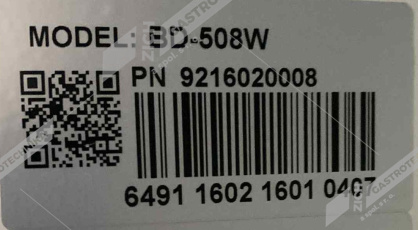 MODEL: BD-508W
PN 9216020008
6491 1602 1601 0407